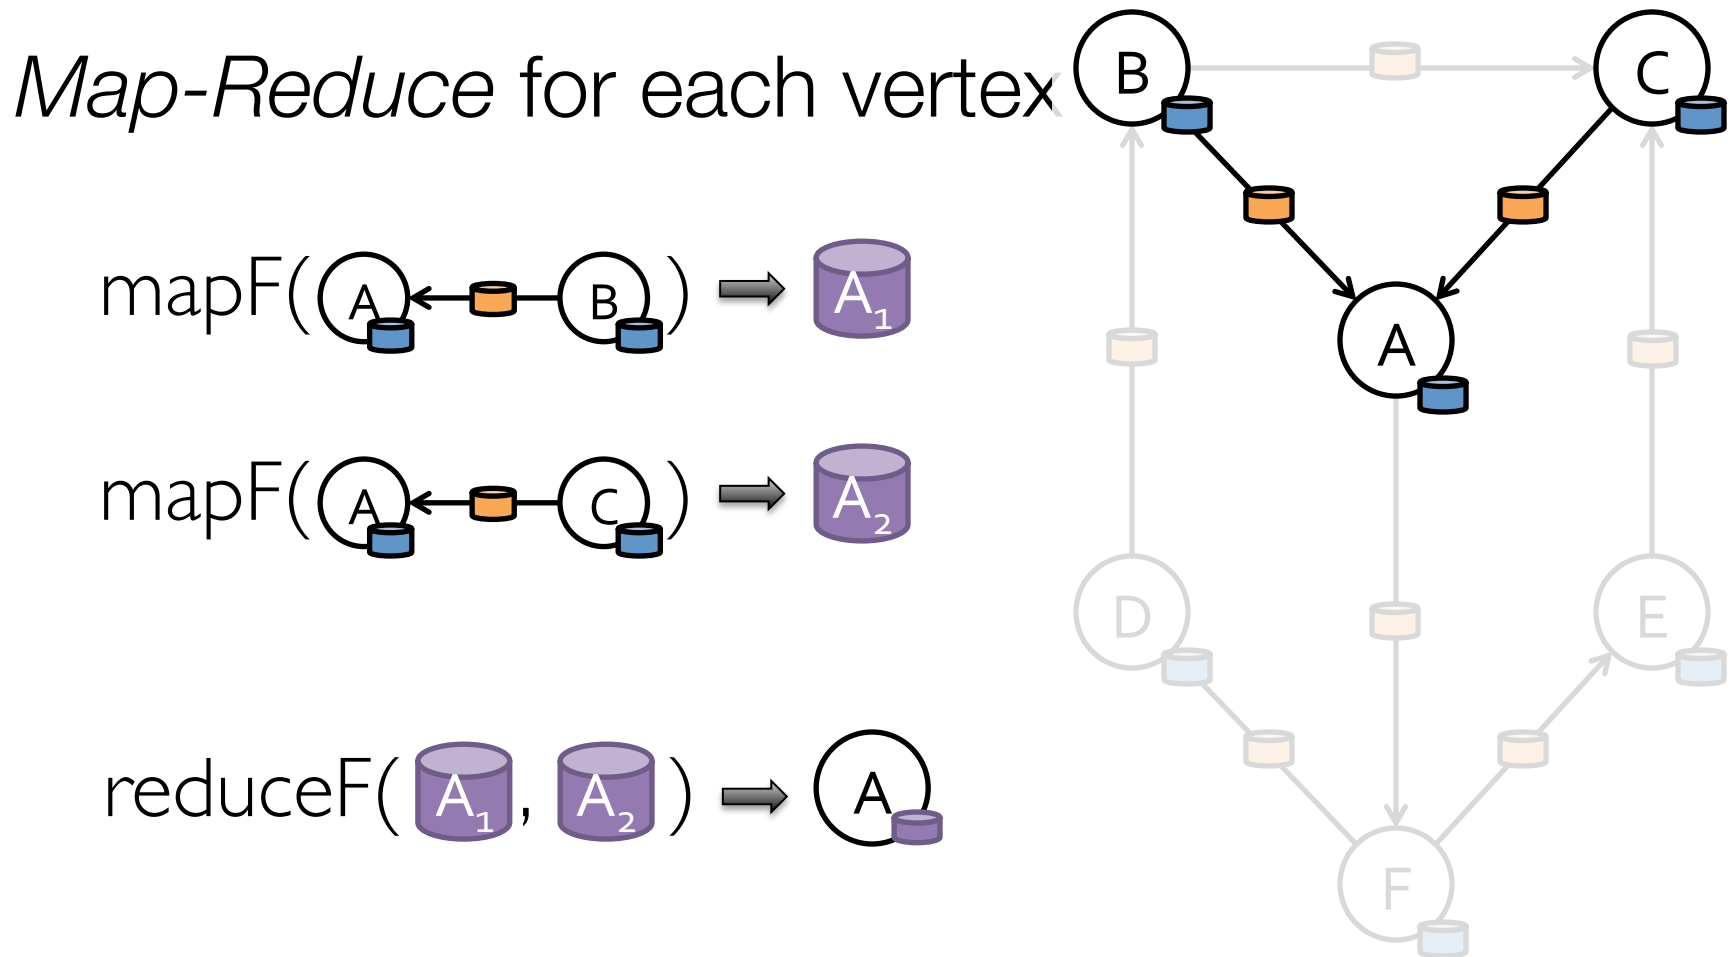 Map-Reduce for each vertex
mapF( A B ) A₁
mapF( A C ) A₂
reduceF( A₁ , A₂ ) A
B C
A
D E
F